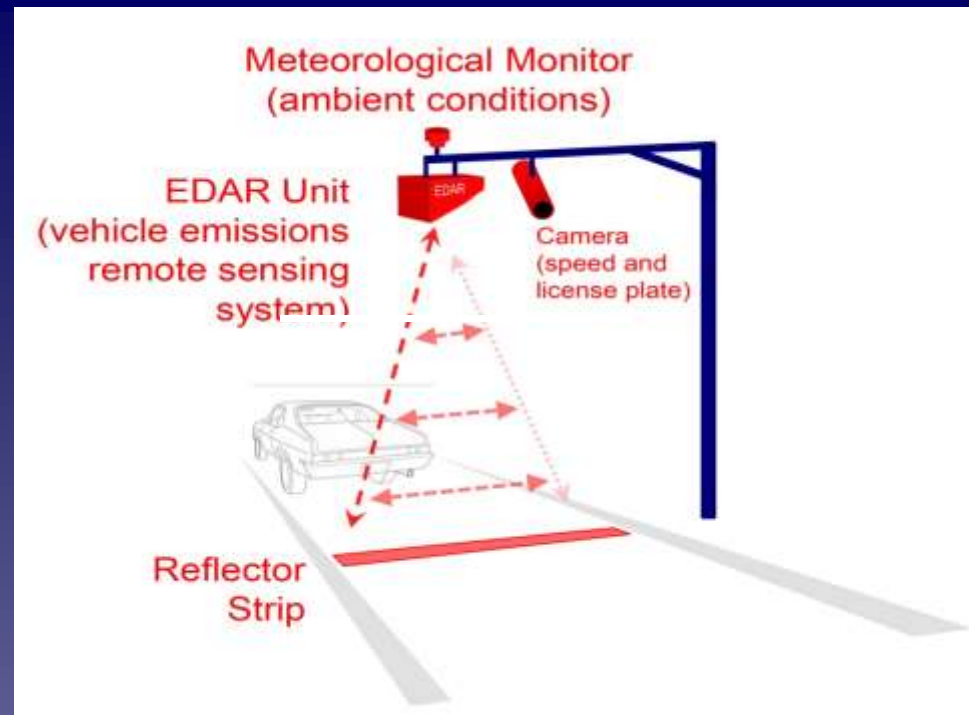 Meteorological Monitor
(ambient conditions)
EDAR Unit
(vehicle emissions
remote sensing
system)
EDAR
Camera
(speed and
license plate)
Reflector
Strip